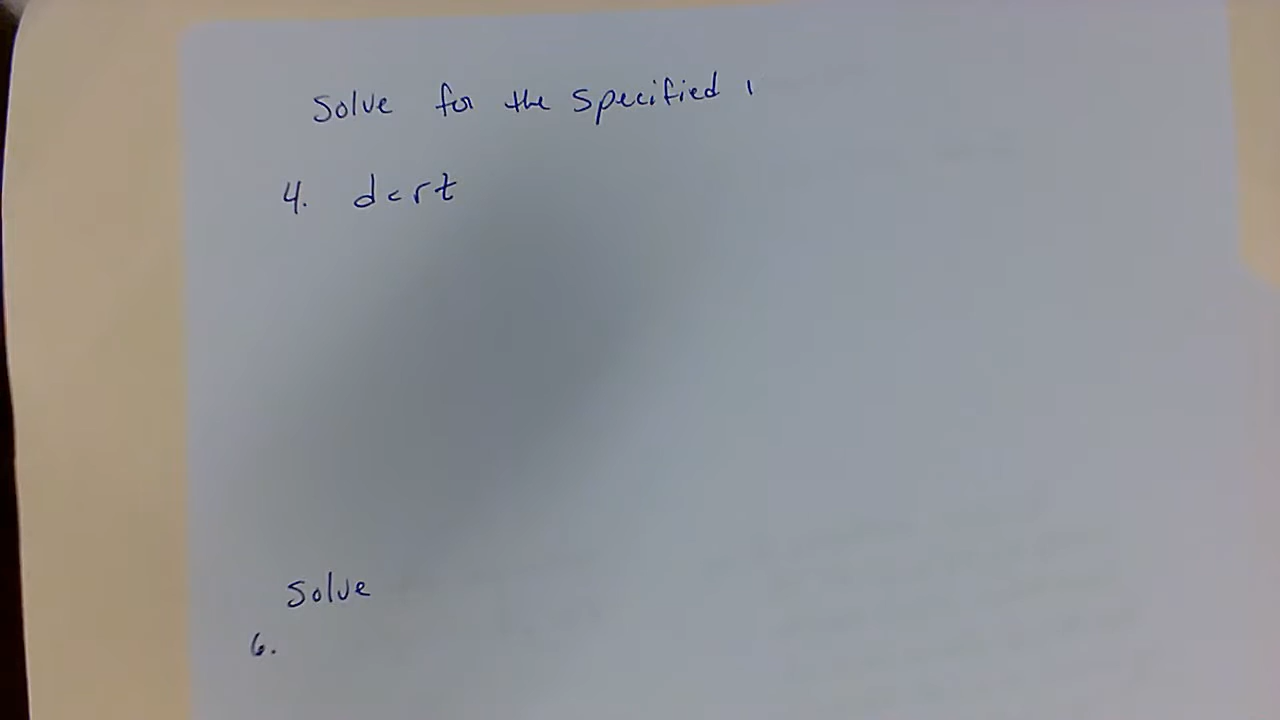 Solve for the specified
4. d = rt
Solve
6.